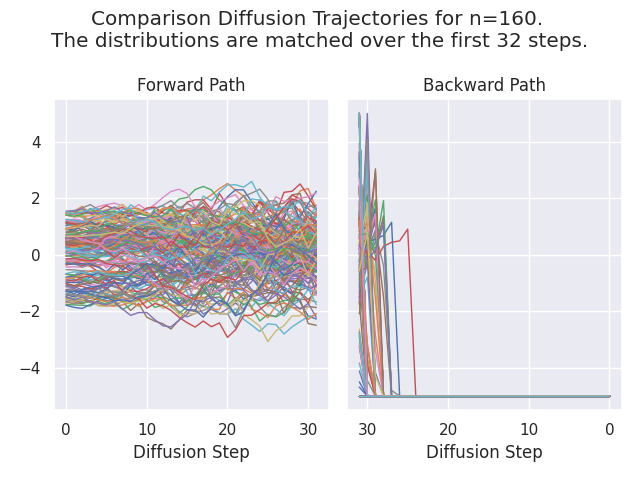 Comparison Diffusion Trajectories for n=160.
The distributions are matched over the first 32 steps.
Forward Path
Backward Path
4
2
0
−2
−4
0
10
20
30
30
20
10
0
Diffusion Step
Diffusion Step